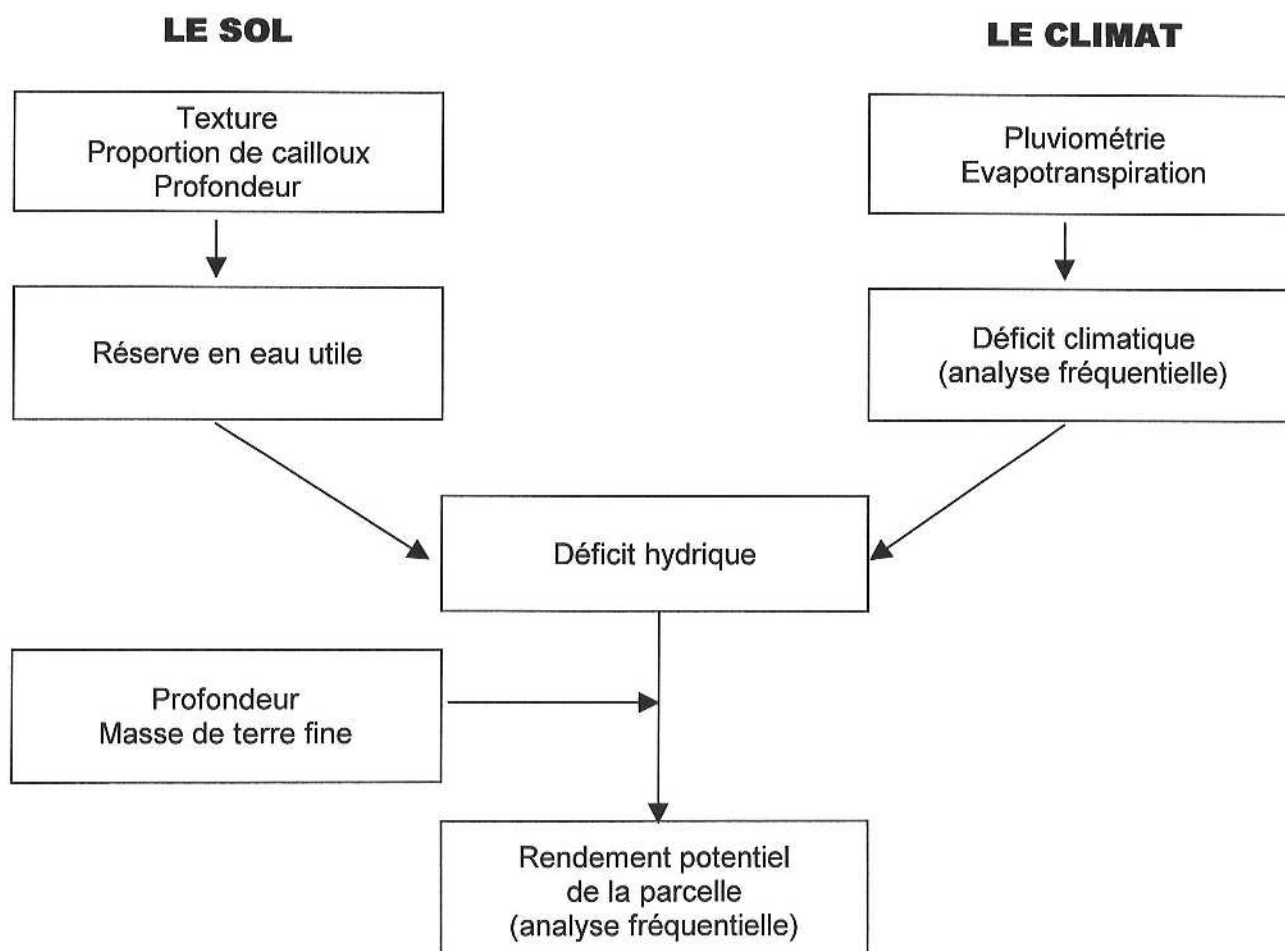 LE SOL
LE CLIMAT
Texture
Proportion de cailloux
Profondeur
Pluviométrie
Evapotranspiration
Réserve en eau utile
Déficit climatique
(analyse fréquentielle)
Déficit hydrique
Profondeur
Masse de terre fine
Rendement potentiel
de la parcelle
(analyse fréquentielle)